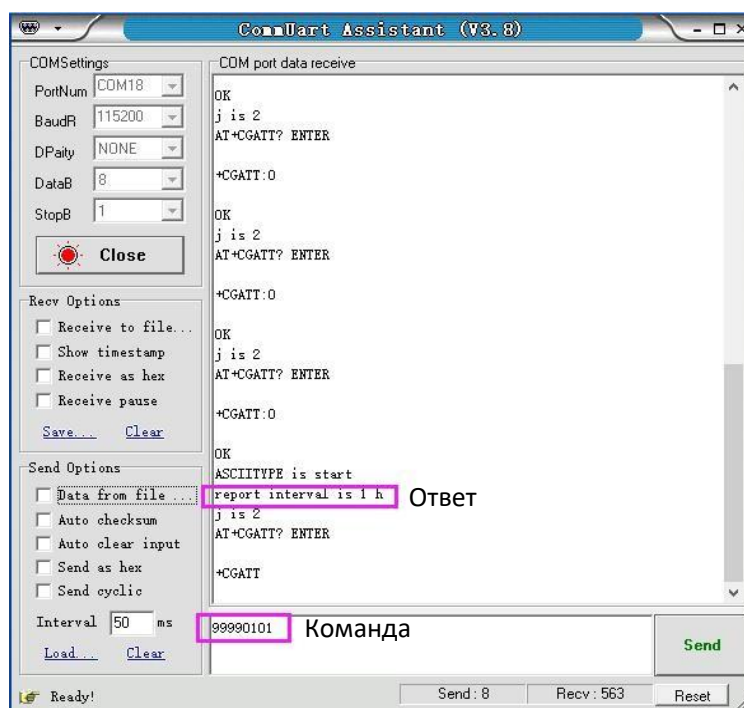 CommUart Assistant (V3.8)
COMSettings
PortNum COM18
BaudR 115200
DPaity NONE
DataB 8
StopB 1
Close
Recv Options
Receive to file...
Show timestamp
Receive as hex
Receive pause
Save... Clear
Send Options
Data from file ...
Auto checksum
Auto clear input
Send as hex
Send cyclic
Interval 50 ms
Load... Clear
COM port data receive
OK
j is 2
AT+CGATT? ENTER
+CGATT:0
OK
j is 2
AT+CGATT? ENTER
+CGATT:0
OK
j is 2
AT+CGATT? ENTER
+CGATT:0
OK
ASCIITYPE is start
report interval is 1 h Ответ
j is 2
AT+CGATT? ENTER
+CGATT
99990101 Команда
Send
Ready!
Send : 8
Recv : 563
Reset